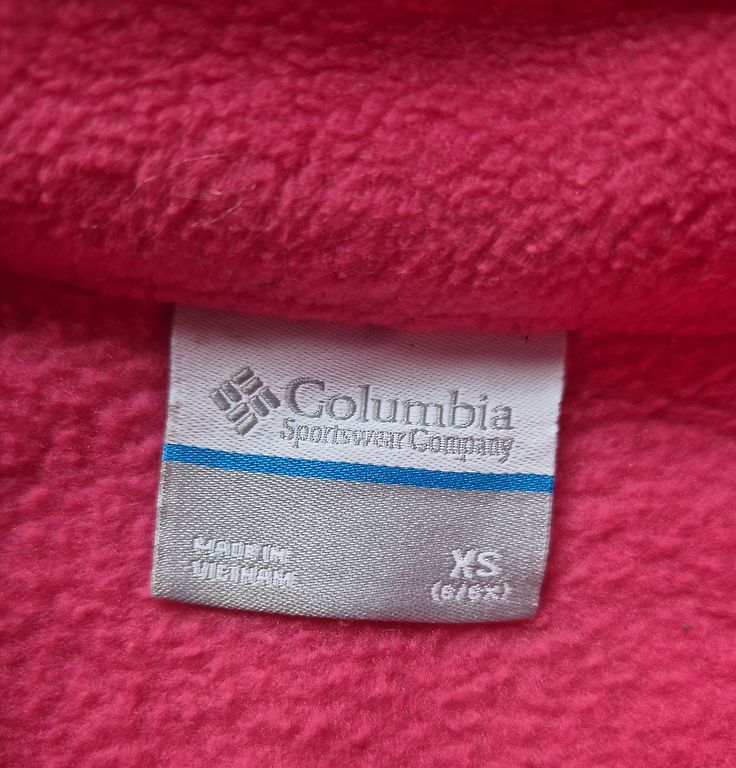 Columbia
Sportswear Company
MADE IN
VIETNAM
XS
(6/6X)